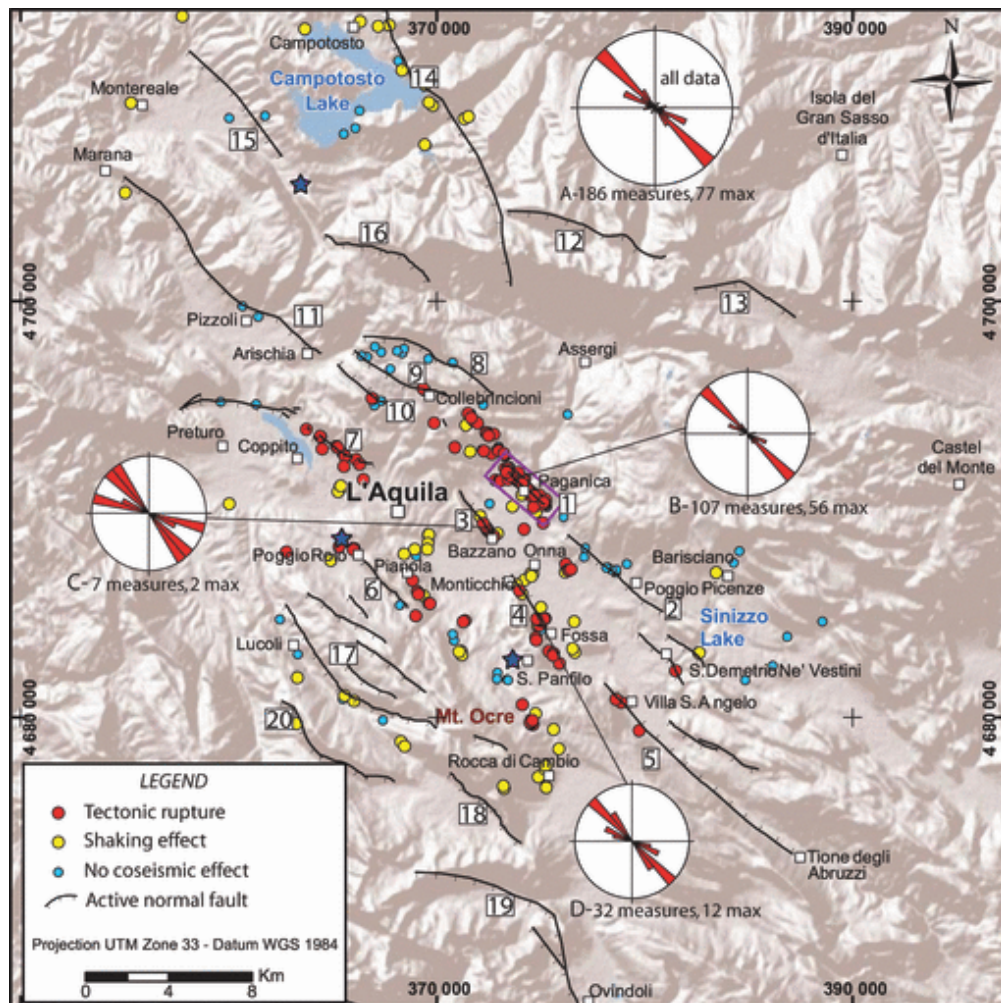 370 000
390 000
N
Campotosto
Campotosto
Lake
14
all data
Montereale
Isola del
Gran Sasso
d'Italia
15
Marana
A-186 measures, 77 max
16
12
4 700 000
13
4 700 000
Pizzoli
11
Arischia
8
Assergi
9
Collebrincioni
10
Preturo
Coppito
7
Castel
del Monte
L'Aquila
Paganica
1
B-107 measures, 56 max
3
Bazzano
Onna
Barisciano
Poggio Roio
Pianola
C-7 measures, 2 max
6
Monticchio
Poggio Picenze
2
4
Sinizzo
Lake
Fossa
Lucoli
17
S. Panfilo
S. Demetrio Ne' Vestini
Villa S. Angelo
20
Mt. Ocre
4 680 000
4 680 000
Rocca di Cambio
5
LEGEND
Tectonic rupture
Shaking effect
No coseismic effect
Active normal fault
18
Tione degli
Abruzzi
19
D-32 measures, 12 max
Projection UTM Zone 33 - Datum WGS 1984
Km
0 4 8
370 000
390 000
Ovindoli